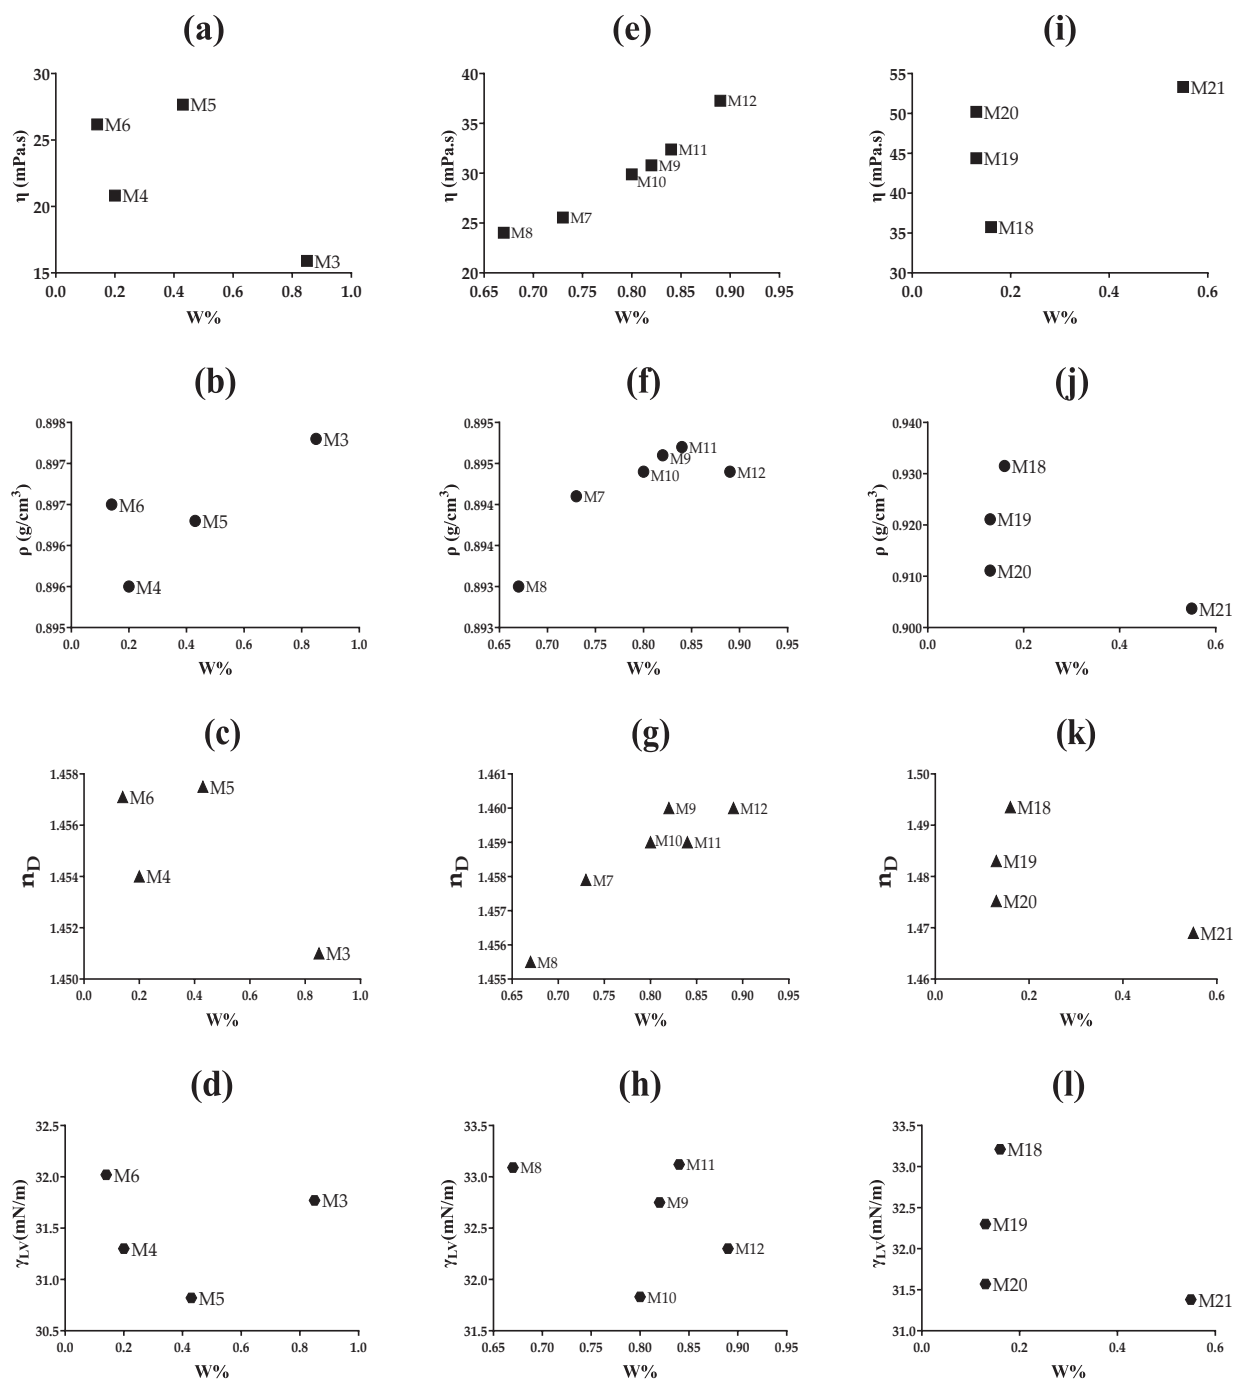 (a)
30
25
20
15
η (mPa.s)
M5
M6
M4
M3
0.0 0.2 0.4 0.6 0.8 1.0
W%
(e)
40
35
30
25
20
η (mPa.s)
M12
M11
M9
M10
M7
M8
0.65 0.70 0.75 0.80 0.85 0.90 0.95
W%
(i)
55
50
45
40
35
30
η (mPa.s)
M21
M20
M19
M18
0.0 0.2 0.4 0.6
W%
(b)
0.898
0.897
0.897
0.896
0.896
0.895
ρ (g/cm³)
M3
M6
M5
M4
0.0 0.2 0.4 0.6 0.8 1.0
W%
(f)
0.895
0.895
0.894
0.894
0.893
0.893
ρ (g/cm³)
M11
M9
M10
M12
M7
M8
0.65 0.70 0.75 0.80 0.85 0.90 0.95
W%
(j)
0.940
0.930
0.920
0.910
0.900
ρ (g/cm³)
M18
M19
M20
M21
0.0 0.2 0.4 0.6
W%
(c)
1.458
1.456
1.454
1.452
1.450
nD
M5
M6
M4
M3
0.0 0.2 0.4 0.6 0.8 1.0
W%
(g)
1.461
1.460
1.459
1.458
1.457
1.456
1.455
nD
M9
M12
M10
M11
M7
M8
0.65 0.70 0.75 0.80 0.85 0.90 0.95
W%
(k)
1.50
1.49
1.48
1.47
1.46
nD
M18
M19
M20
M21
0.0 0.2 0.4 0.6
W%
(d)
32.5
32.0
31.5
31.0
30.5
γLV(mN/m)
M6
M3
M4
M5
0.0 0.2 0.4 0.6 0.8 1.0
W%
(h)
33.5
33.0
32.5
32.0
31.5
γLV(mN/m)
M11
M8
M9
M12
M10
0.65 0.70 0.75 0.80 0.85 0.90 0.95
W%
(l)
33.5
33.0
32.5
32.0
31.5
31.0
γLV(mN/m)
M18
M19
M20
M21
0.0 0.2 0.4 0.6
W%